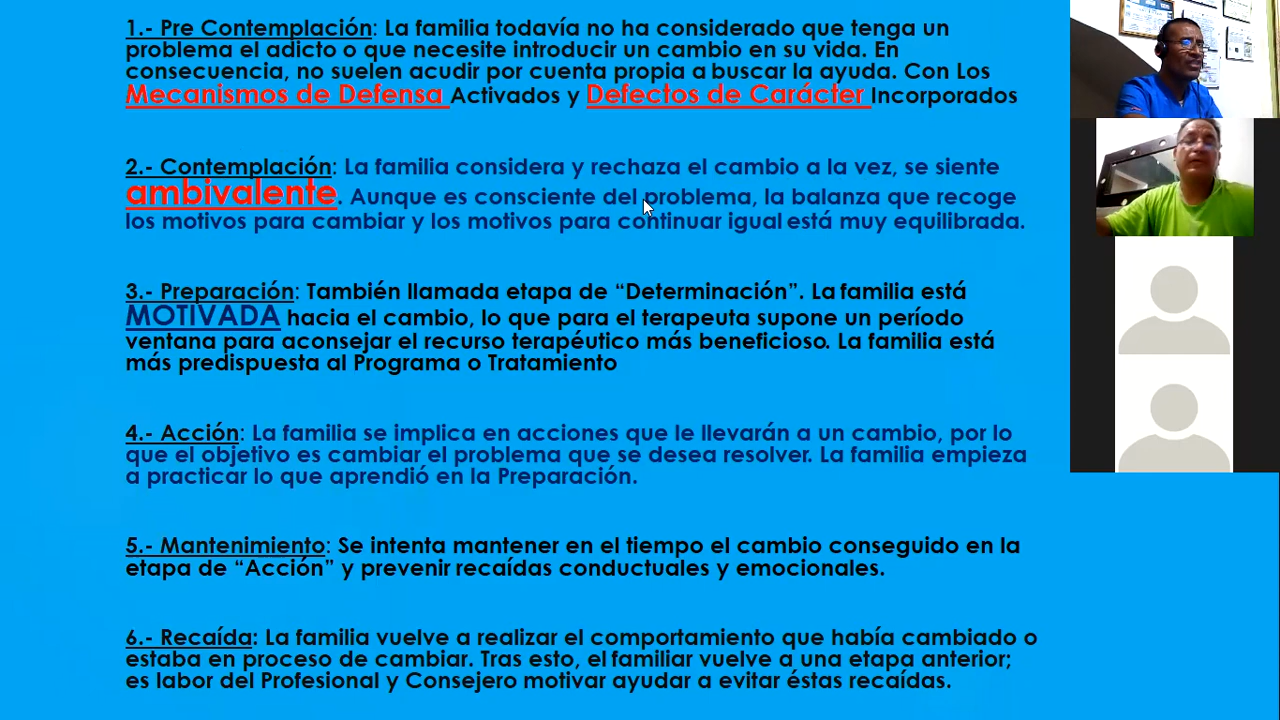 1.- Pre Contemplación: La familia todavía no ha considerado que tenga un
problema el adicto o que necesite introducir un cambio en su vida. En
consecuencia, no suelen acudir por cuenta propia a buscar la ayuda. Con Los
Mecanismos de Defensa Activados y Defectos de Carácter Incorporados
2.- Contemplación: La familia considera y rechaza el cambio a la vez, se siente
ambivalente. Aunque es consciente del problema, la balanza que recoge
los motivos para cambiar y los motivos para continuar igual está muy equilibrada.
3.- Preparación: También llamada etapa de “Determinación”. La familia está
MOTIVADA hacia el cambio, lo que para el terapeuta supone un período
ventana para aconsejar el recurso terapéutico más beneficioso. La familia está
más predispuesta al Programa o Tratamiento
4.- Acción: La familia se implica en acciones que le llevarán a un cambio, por lo
que el objetivo es cambiar el problema que se desea resolver. La familia empieza
a practicar lo que aprendió en la Preparación.
5.- Mantenimiento: Se intenta mantener en el tiempo el cambio conseguido en la
etapa de “Acción” y prevenir recaídas conductuales y emocionales.
6.- Recaída: La familia vuelve a realizar el comportamiento que había cambiado o
estaba en proceso de cambiar. Tras esto, el familiar vuelve a una etapa anterior;
es labor del Profesional y Consejero motivar ayudar a evitar éstas recaídas.